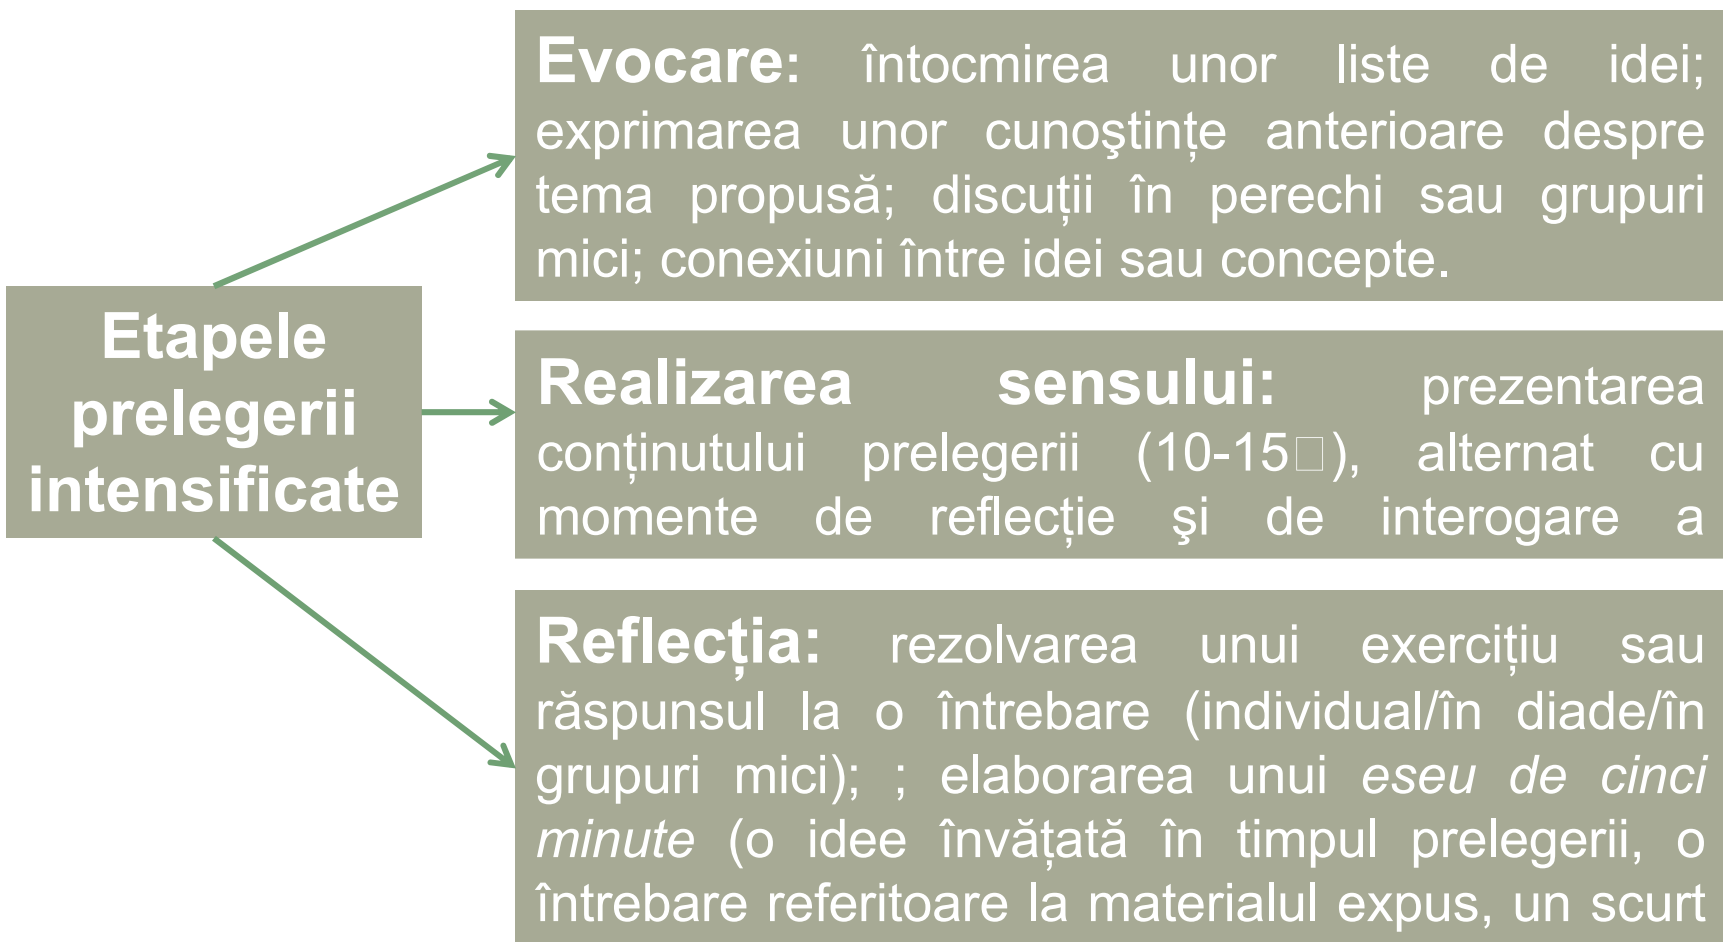 Etapele
prelegerii
intensificate
Evocare: întocmirea unor liste de idei;
exprimarea unor cunoştințe anterioare despre
tema propusă; discuții în perechi sau grupuri
mici; conexiuni între idei sau concepte.
Realizarea sensului: prezentarea
conținutului prelegerii (10-15□), alternat cu
momente de reflecție şi de interogare a
Reflecția: rezolvarea unui exercițiu sau
răspunsul la o întrebare (individual/în diade/în
grupuri mici); ; elaborarea unui eseu de cinci
minute (o idee învățată în timpul prelegerii, o
întrebare referitoare la materialul expus, un scurt